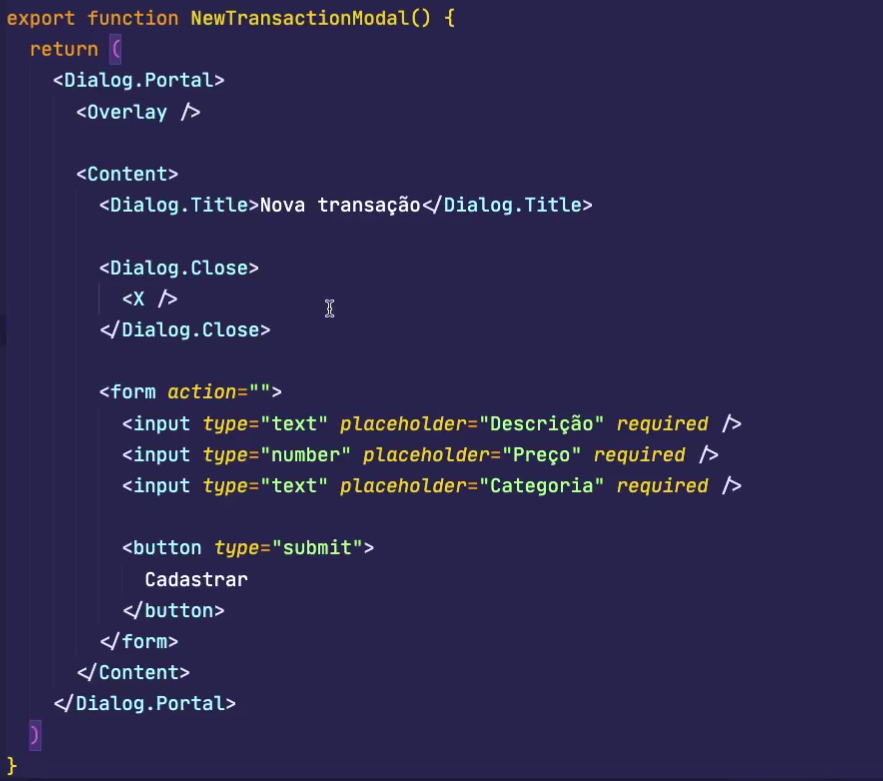 export function NewTransactionModal() {
  return (
    <Dialog.Portal>
      <Overlay />

      <Content>
        <Dialog.Title>Nova transação</Dialog.Title>

        <Dialog.Close>
          <X />
        </Dialog.Close>

        <form action="">
          <input type="text" placeholder="Descrição" required />
          <input type="number" placeholder="Preço" required />
          <input type="text" placeholder="Categoria" required />

          <button type="submit">
            Cadastrar
          </button>
        </form>
      </Content>
    </Dialog.Portal>
  )
}